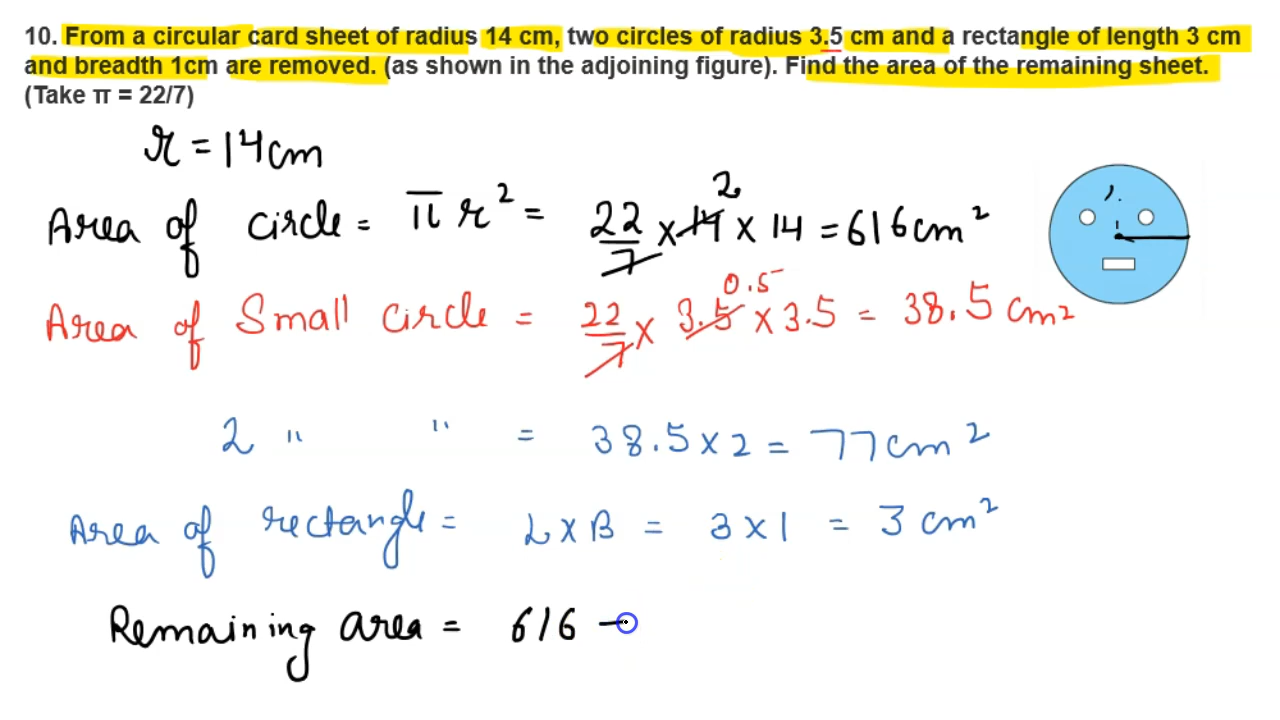 10. From a circular card sheet of radius 14 cm, two circles of radius 3.5 cm and a rectangle of length 3 cm
and breadth 1cm are removed. (as shown in the adjoining figure). Find the area of the remaining sheet.
(Take π = 22/7)
r = 14cm
Area of circle = πr² = 22/7 × 14 2 × 14 = 616cm²
Area of Small circle = 22/7 × 3.5 0.5 × 3.5 = 38.5 cm²
2 " " = 38.5 × 2 = 77cm²
Area of rectangle = L × B = 3 × 1 = 3 cm²
Remaining area = 616 -